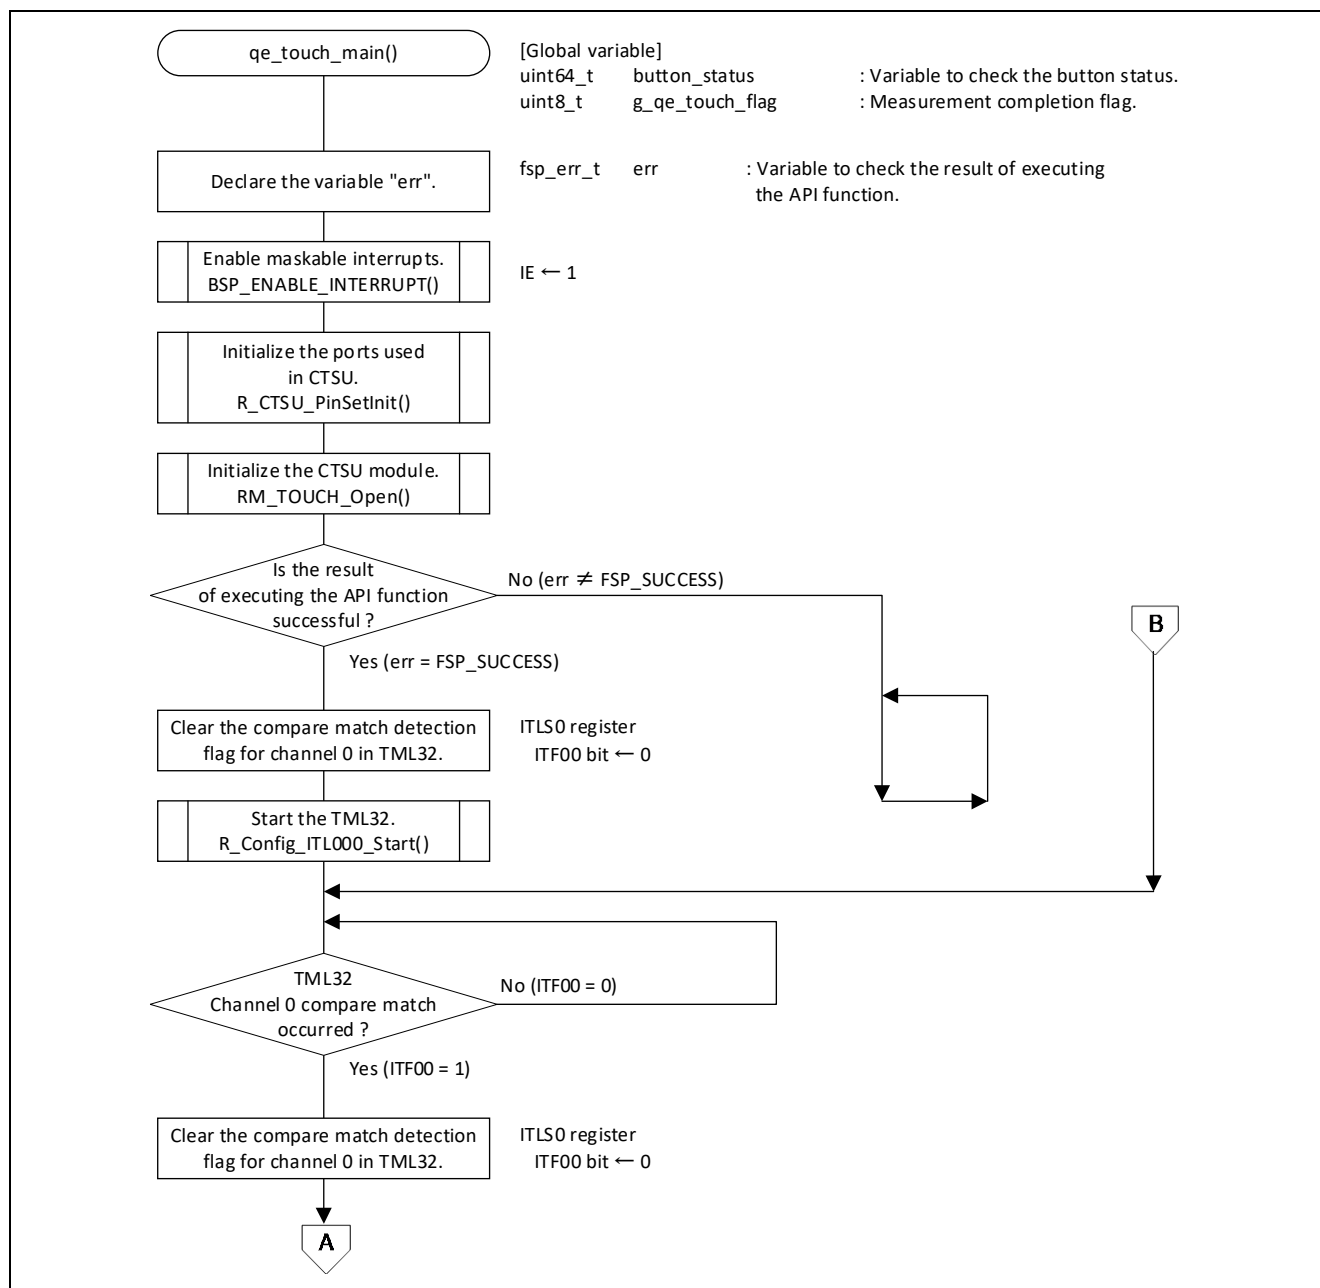 qe_touch_main()
[Global variable]
uint64_t button_status : Variable to check the button status.
uint8_t g_qe_touch_flag : Measurement completion flag.
Declare the variable "err".
fsp_err_t err : Variable to check the result of executing
the API function.
Enable maskable interrupts.
BSP_ENABLE_INTERRUPT()
IE ← 1
Initialize the ports used
in CTSU.
R_CTSU_PinSetInit()
Initialize the CTSU module.
RM_TOUCH_Open()
Is the result
of executing the API function
successful ?
No (err ≠ FSP_SUCCESS)
Yes (err = FSP_SUCCESS)
B
Clear the compare match detection
flag for channel 0 in TML32.
ITLS0 register
ITF00 bit ← 0
Start the TML32.
R_Config_ITL000_Start()
TML32
Channel 0 compare match
occurred ?
No (ITF00 = 0)
Yes (ITF00 = 1)
Clear the compare match detection
flag for channel 0 in TML32.
ITLS0 register
ITF00 bit ← 0
A